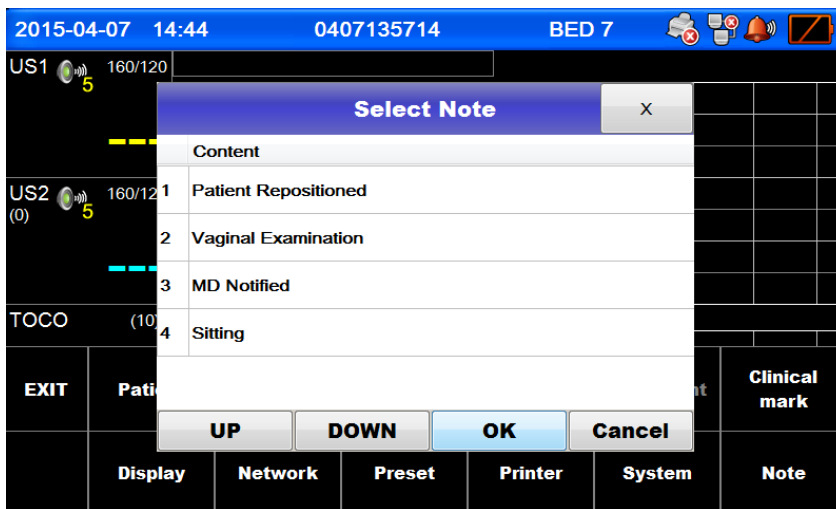 2015-04-07 14:44 0407135714 BED 7
US1 5 160/120
Select Note X
Content
US2 (0) 5
1 Patient Repositioned
2 Vaginal Examination
3 MD Notified
4 Sitting
TOCO (10)
EXIT
Clinical mark
UP DOWN OK Cancel
Display Network Preset Printer System Note